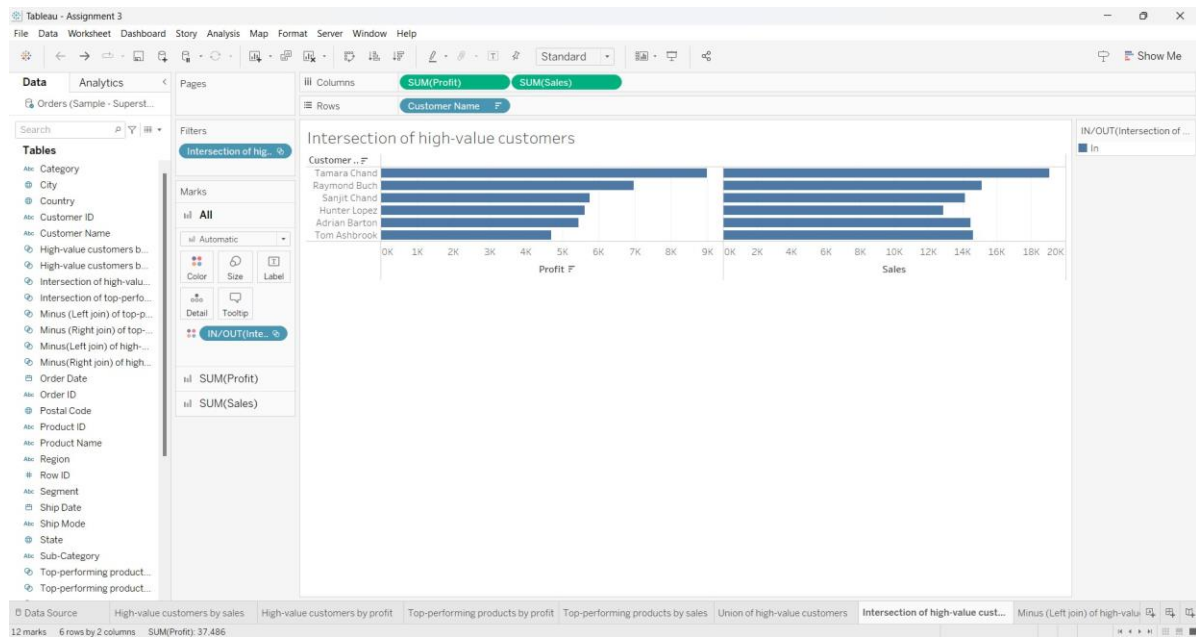 Tableau - Assignment 3
File Data Worksheet Dashboard Story Analysis Map Format Server Window Help
Standard
Show Me
Data Analytics
Orders (Sample - Superst...
Search
Tables
Abc Category
City
Country
Abc Customer ID
Abc Customer Name
High-value customers b...
High-value customers b...
Intersection of high-valu...
Intersection of top-perfo...
Minus (Left join) of top-p...
Minus (Right join) of top-...
Minus(Left join) of high-...
Minus(Right join) of high...
Order Date
Abc Order ID
Postal Code
Abc Product ID
Abc Product Name
Abc Region
# Row ID
Abc Segment
Ship Date
Abc Ship Mode
State
Abc Sub-Category
Top-performing product...
Top-performing product...
Pages
Filters
Intersection of hig..
Marks
All
Automatic
Color Size Label
Detail Tooltip
IN/OUT(Inte..
SUM(Profit)
SUM(Sales)
Columns SUM(Profit) SUM(Sales)
Rows Customer Name
Intersection of high-value customers
Customer ..
Tamara Chand
Raymond Buch
Sanjit Chand
Hunter Lopez
Adrian Barton
Tom Ashbrook
0K 1K 2K 3K 4K 5K 6K 7K 8K 9K 0K 2K 4K 6K 8K 10K 12K 14K 16K 18K 20K
Profit Sales
IN/OUT(Intersection of ...
In
Data Source High-value customers by sales High-value customers by profit Top-performing products by profit Top-performing products by sales Union of high-value customers Intersection of high-value cust... Minus (Left join) of high-valu
12 marks 6 rows by 2 columns SUM(Profit): 37,486